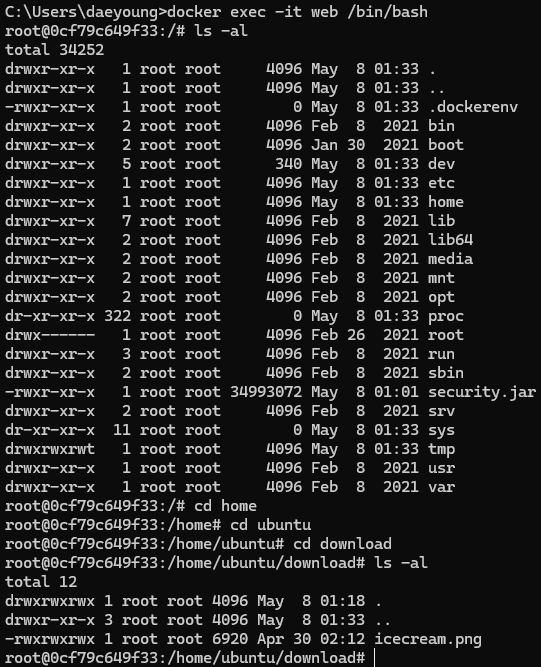 C:\Users\daeyoung>docker exec -it web /bin/bash
root@0cf79c649f33:/# ls -al
total 34252
drwxr-xr-x   1 root root     4096 May  8 01:33 .
drwxr-xr-x   1 root root     4096 May  8 01:33 ..
-rwxr-xr-x   1 root root        0 May  8 01:33 .dockerenv
drwxr-xr-x   2 root root     4096 Feb  8  2021 bin
drwxr-xr-x   2 root root     4096 Jan 30  2021 boot
drwxr-xr-x   5 root root      340 May  8 01:33 dev
drwxr-xr-x   1 root root     4096 May  8 01:33 etc
drwxr-xr-x   1 root root     4096 May  8 01:33 home
drwxr-xr-x   7 root root     4096 Feb  8  2021 lib
drwxr-xr-x   2 root root     4096 Feb  8  2021 lib64
drwxr-xr-x   2 root root     4096 Feb  8  2021 media
drwxr-xr-x   2 root root     4096 Feb  8  2021 mnt
drwxr-xr-x   2 root root     4096 Feb  8  2021 opt
dr-xr-xr-x 322 root root        0 May  8 01:33 proc
drwx------   1 root root     4096 Feb 26  2021 root
drwxr-xr-x   3 root root     4096 Feb  8  2021 run
drwxr-xr-x   2 root root     4096 Feb  8  2021 sbin
-rwxr-xr-x   1 root root 34993072 May  8 01:01 security.jar
drwxr-xr-x   2 root root     4096 Feb  8  2021 srv
dr-xr-xr-x  11 root root        0 May  8 01:33 sys
drwxrwxrwt   1 root root     4096 May  8 01:33 tmp
drwxr-xr-x   1 root root     4096 Feb  8  2021 usr
drwxr-xr-x   1 root root     4096 Feb  8  2021 var
root@0cf79c649f33:/# cd home
root@0cf79c649f33:/home# cd ubuntu
root@0cf79c649f33:/home/ubuntu# cd download
root@0cf79c649f33:/home/ubuntu/download# ls -al
total 12
drwxrwxrwx 1 root root 4096 May  8 01:18 .
drwxr-xr-x 3 root root 4096 May  8 01:33 ..
-rwxrwxrwx 1 root root 6920 Apr 30 02:12 icecream.png
root@0cf79c649f33:/home/ubuntu/download#